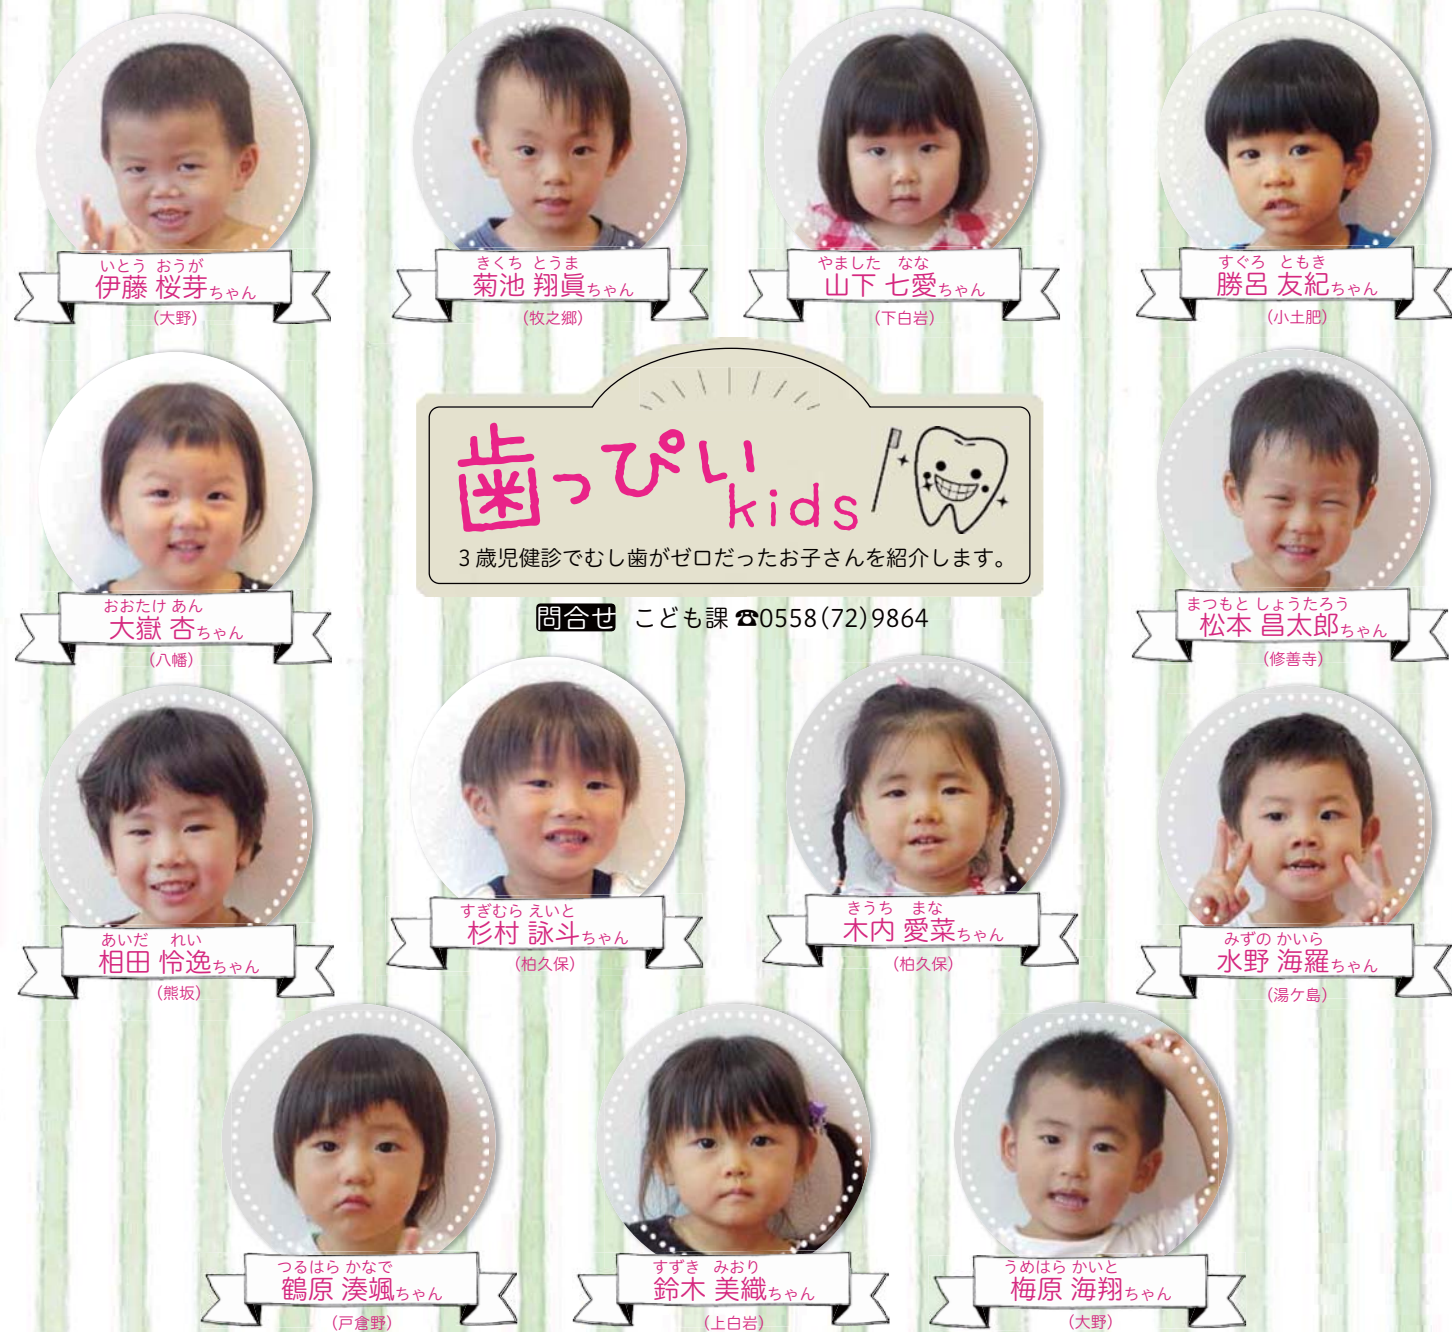 いとう おうが
伊藤 桜芽ちゃん
(大野)
きくち とうま
菊池 翔眞ちゃん
(牧之郷)
やました なな
山下 七愛ちゃん
(下白岩)
すぐろ ともき
勝呂 友紀ちゃん
(小土肥)
おおたけ あん
大嶽 杏ちゃん
(八幡)
歯っぴい
kids
3歳児健診でむし歯がゼロだったお子さんを紹介します。
問合せ こども課 ☎0558(72)9864
まつもと しょうたろう
松本 昌太郎ちゃん
(修善寺)
あいだ れい
相田 怜逸ちゃん
(熊坂)
すぎむら えいと
杉村 詠斗ちゃん
(柏久保)
きうち まな
木内 愛菜ちゃん
(柏久保)
みずの かいら
水野 海羅ちゃん
(湯ケ島)
つるはら かなで
鶴原 湊颯ちゃん
(戸倉野)
すずき みおり
鈴木 美織ちゃん
(上白岩)
うめはら かいと
梅原 海翔ちゃん
(大野)